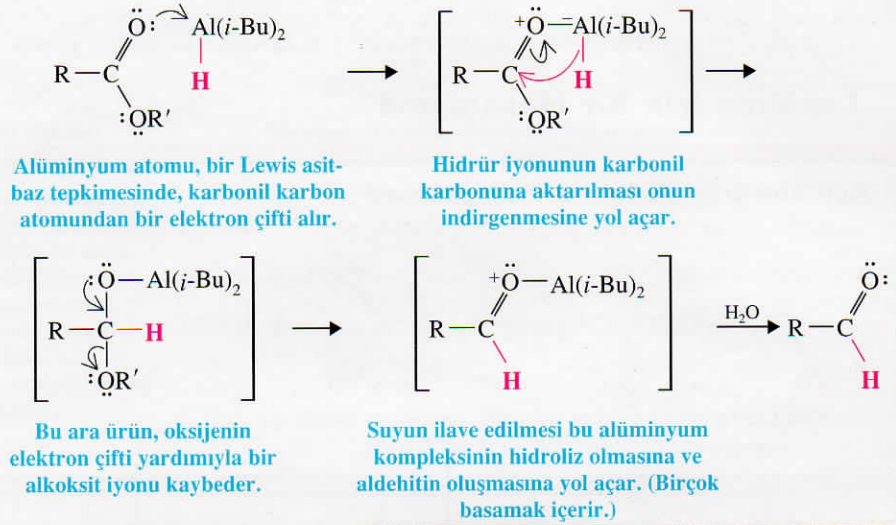 O: Al(i-Bu)2
R—C H
:OR′
+O—Al(i-Bu)2
R—C H
:OR′
Alüminyum atomu, bir Lewis asit-
baz tepkimesinde, karbonil karbon
atomundan bir elektron çifti alır.
Hidrür iyonunun karbonil
karbonuna aktarılması onun
indirgenmesine yol açar.
:O—Al(i-Bu)2
R—C—H
:OR′
+O—Al(i-Bu)2
R—C
H
H2O
O:
R—C
H
Bu ara ürün, oksijenin
elektron çifti yardımıyla bir
alkoksit iyonu kaybeder.
Suyun ilave edilmesi bu alüminyum
kompleksinin hidroliz olmasına ve
aldehitin oluşmasına yol açar. (Birçok
basamak içerir.)